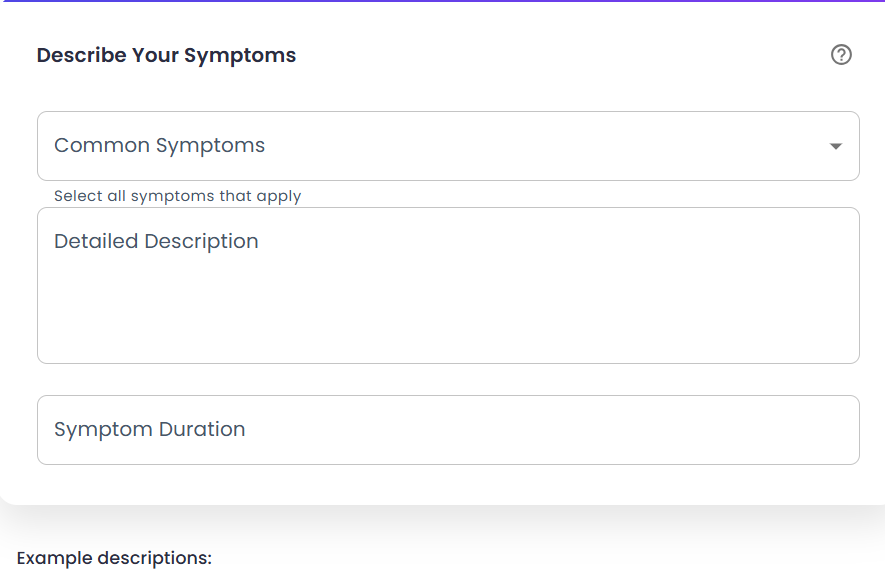 Describe Your Symptoms
Common Symptoms
Select all symptoms that apply
Detailed Description
Symptom Duration
Example descriptions: